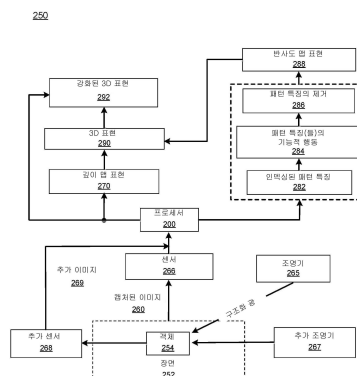 250
반사도 맵 표현
288
강화된 3D 표현
292
패턴 특징의 제거
286
3D 표현
290
패턴 특징(들)의
기능적 행동
284
깊이 맵 표현
270
인벡싱된 패턴 특징
282
프로세서
200
센서
266
조명기
265
추가 이미지
269
구조화 광
캡처된 이미지
260
추가 센서
268
객체
254
추가 조명기
267
장면
252